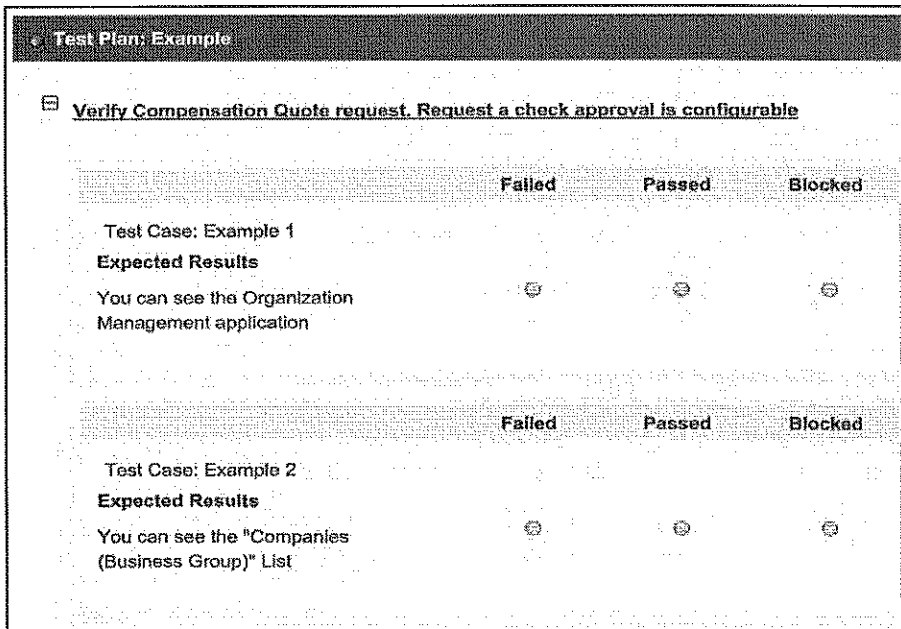 Test Plan: Example
Verify Compensation Quote request. Request a check approval is configurable
Failed Passed Blocked
Test Case: Example 1
Expected Results
You can see the Organization
Management application
Failed Passed Blocked
Test Case: Example 2
Expected Results
You can see the "Companies
(Business Group)" List